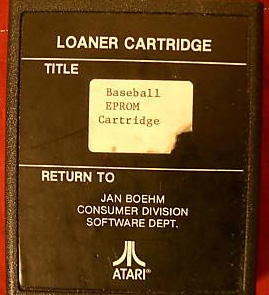 LOANER CARTRIDGE
TITLE
Baseball
EPROM
Cartridge
RETURN TO
JAN BOEHM
CONSUMER DIVISION
SOFTWARE DEPT.
ATARI®